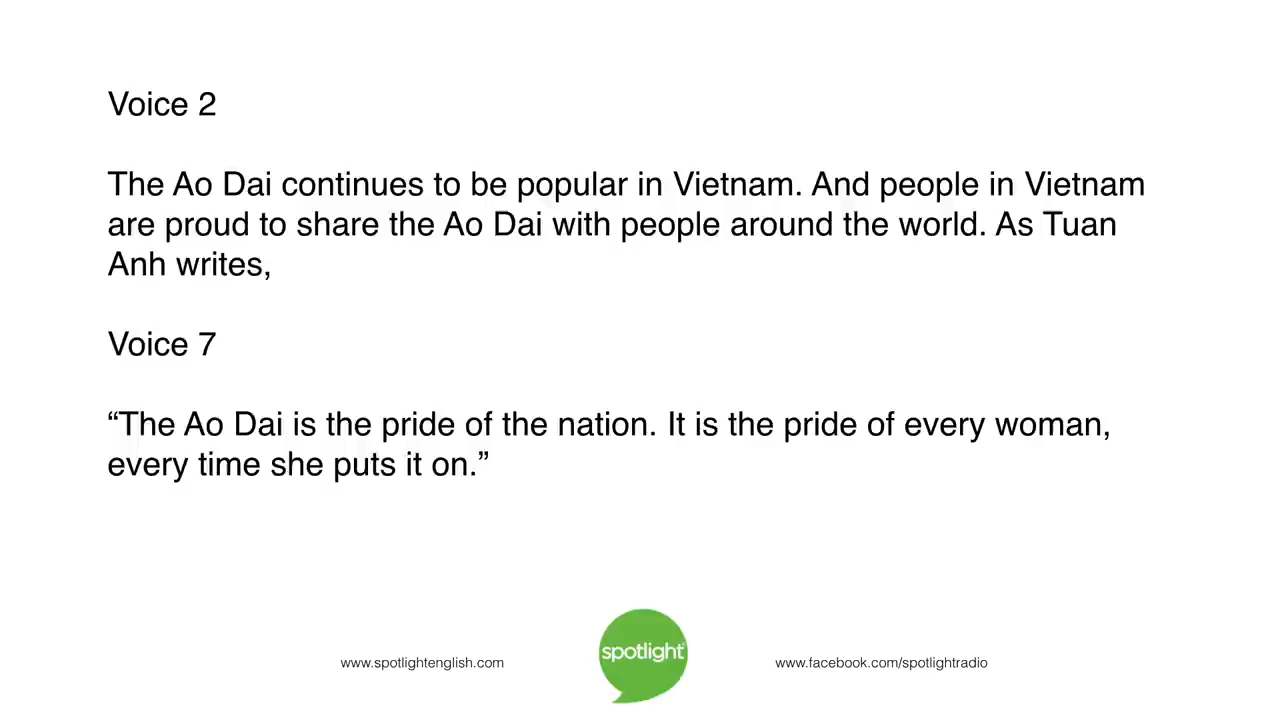 Voice 2
The Ao Dai continues to be popular in Vietnam. And people in Vietnam
are proud to share the Ao Dai with people around the world. As Tuan
Anh writes,
Voice 7
“The Ao Dai is the pride of the nation. It is the pride of every woman,
every time she puts it on.”
www.spotlightenglish.com
spotlight
www.facebook.com/spotlightradio